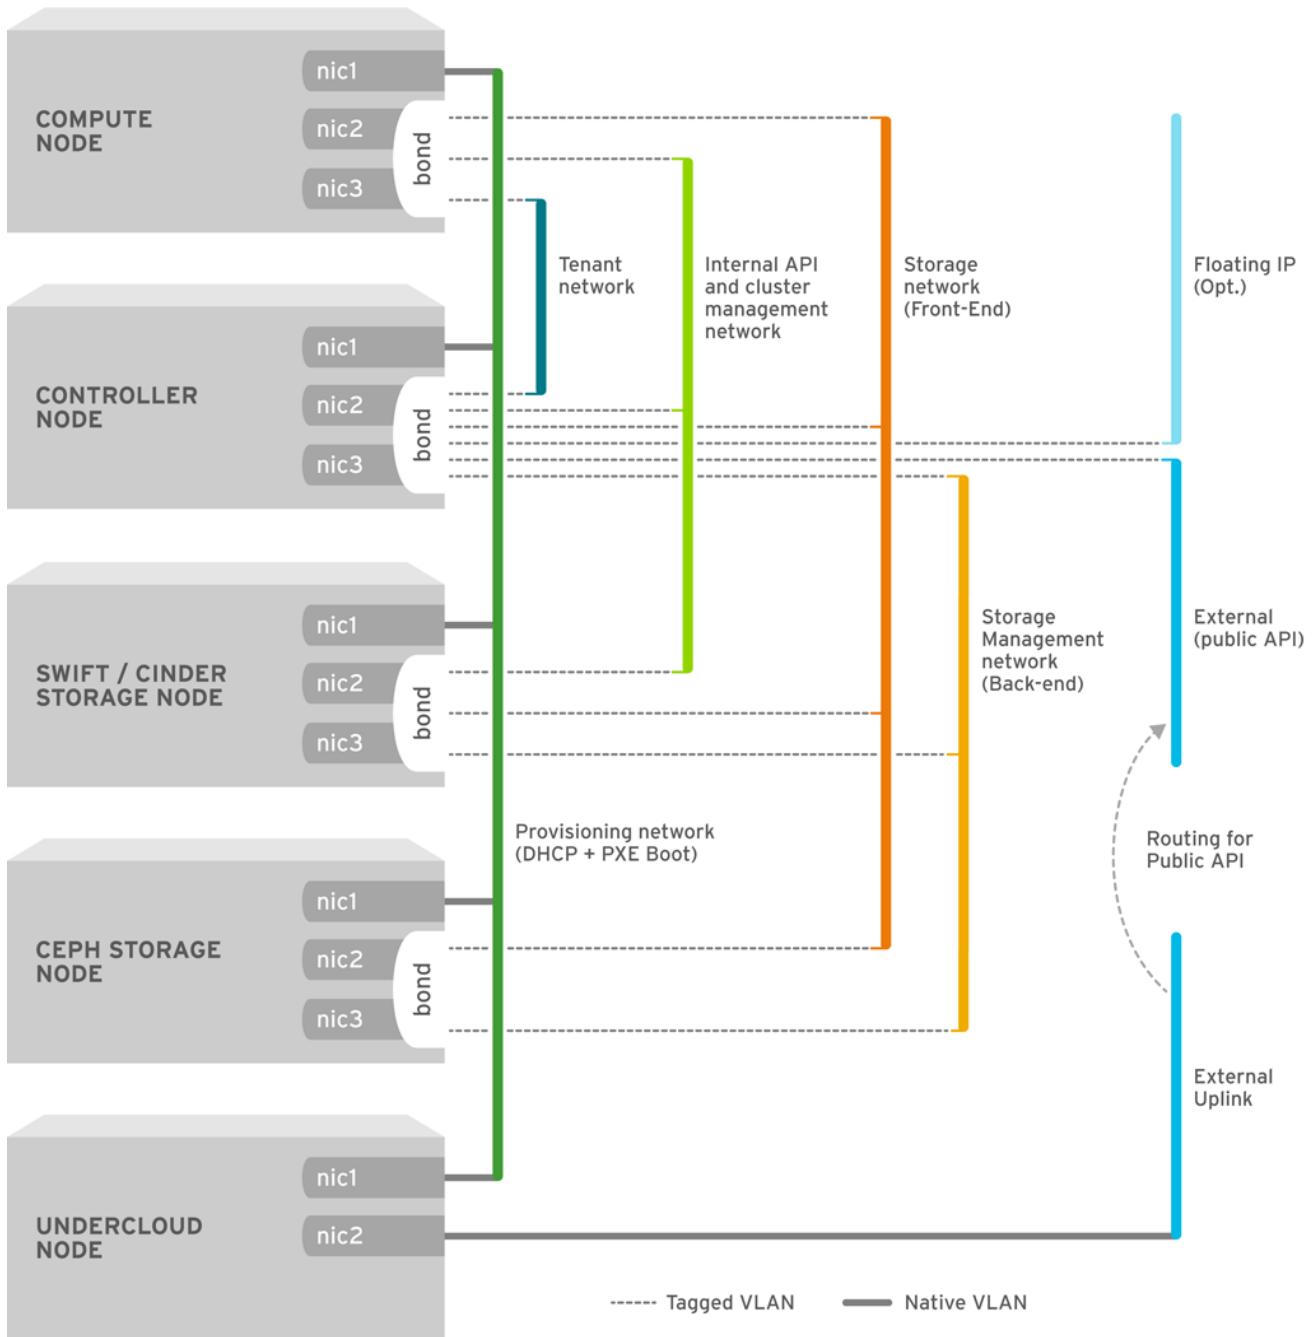 nic1
COMPUTE
NODE
nic2
nic3
bond
Tenant
network
Internal API
and cluster
management
network
Storage
network
(Front-End)
Floating IP
(Opt.)
nic1
CONTROLLER
NODE
nic2
nic3
bond
nic1
SWIFT / CINDER
STORAGE NODE
nic2
nic3
bond
Storage
Management
network
(Back-end)
External
(public API)
Provisioning network
(DHCP + PXE Boot)
Routing for
Public API
nic1
CEPH STORAGE
NODE
nic2
nic3
bond
External
Uplink
nic1
UNDERCLOUD
NODE
nic2
Tagged VLAN
Native VLAN